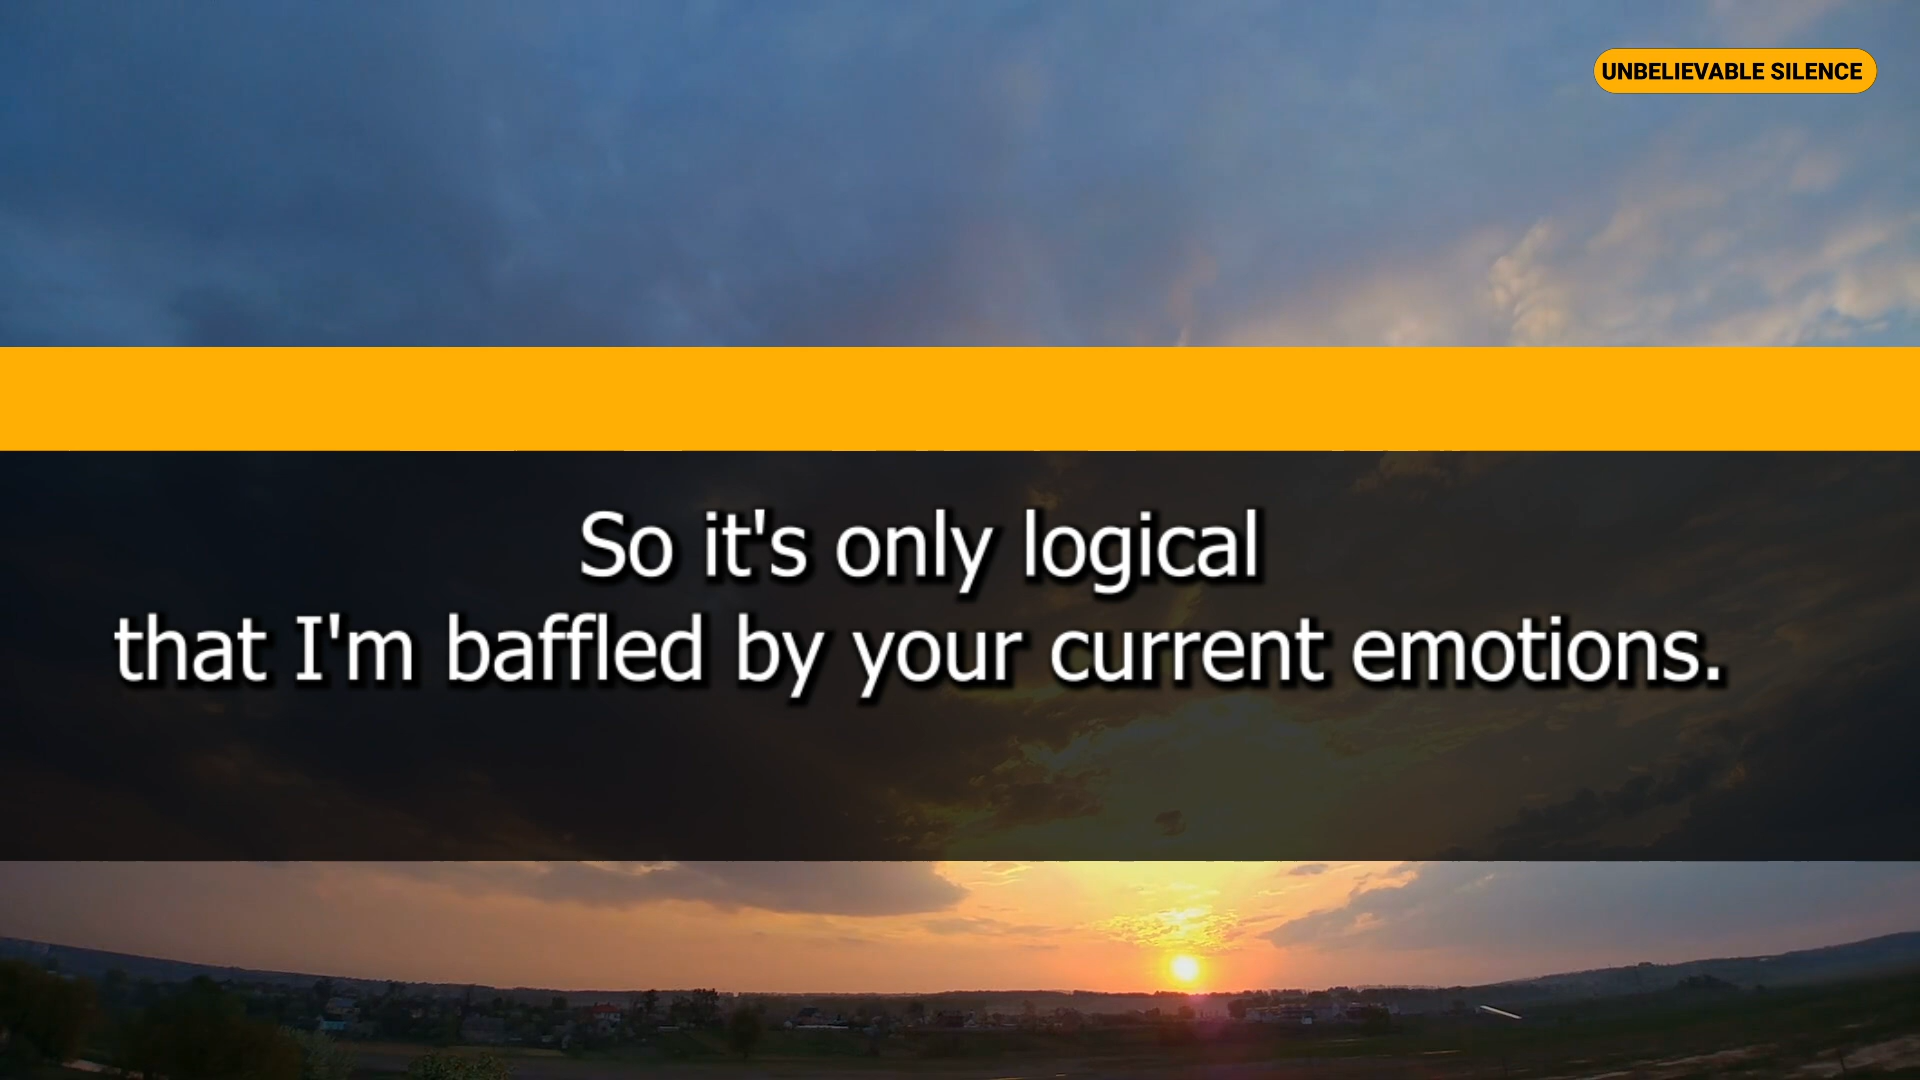 UNBELIEVABLE SILENCE
So it's only logical
that I'm baffled by your current emotions.